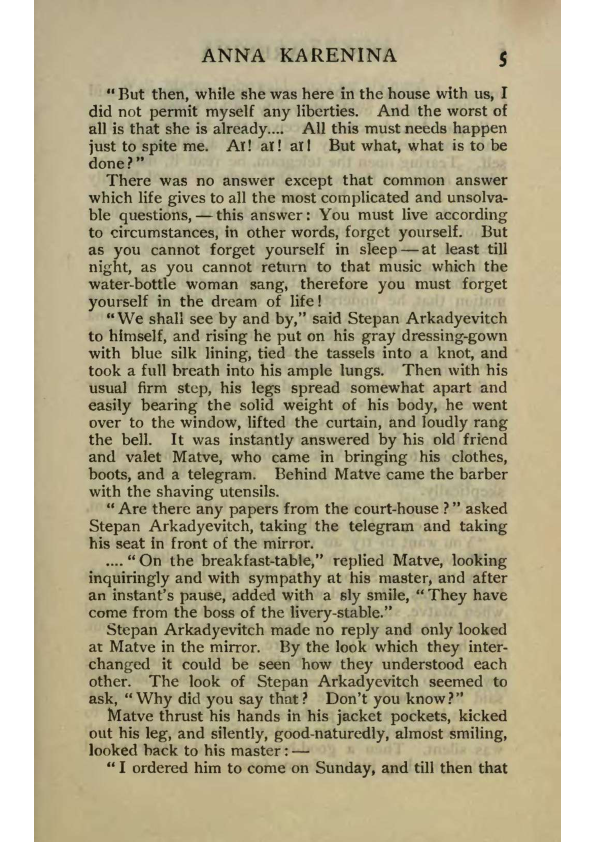 ANNA KARENINA 5
"But then, while she was here in the house with us, I
did not permit myself any liberties. And the worst of
all is that she is already.... All this must needs happen
just to spite me. Aï! aï! aï! But what, what is to be
done?"
There was no answer except that common answer
which life gives to all the most complicated and unsolva-
ble questions, — this answer: You must live according
to circumstances, in other words, forget yourself. But
as you cannot forget yourself in sleep — at least till
night, as you cannot return to that music which the
water-bottle woman sang, therefore you must forget
yourself in the dream of life!
"We shall see by and by," said Stepan Arkadyevitch
to himself, and rising he put on his gray dressing-gown
with blue silk lining, tied the tassels into a knot, and
took a full breath into his ample lungs. Then with his
usual firm step, his legs spread somewhat apart and
easily bearing the solid weight of his body, he went
over to the window, lifted the curtain, and loudly rang
the bell. It was instantly answered by his old friend
and valet Matve, who came in bringing his clothes,
boots, and a telegram. Behind Matve came the barber
with the shaving utensils.
"Are there any papers from the court-house?" asked
Stepan Arkadyevitch, taking the telegram and taking
his seat in front of the mirror.
.... "On the breakfast-table," replied Matve, looking
inquiringly and with sympathy at his master, and after
an instant's pause, added with a sly smile, "They have
come from the boss of the livery-stable."
Stepan Arkadyevitch made no reply and only looked
at Matve in the mirror. By the look which they inter-
changed it could be seen how they understood each
other. The look of Stepan Arkadyevitch seemed to
ask, "Why did you say that? Don't you know?"
Matve thrust his hands in his jacket pockets, kicked
out his leg, and silently, good-naturedly, almost smiling,
looked back to his master: —
"I ordered him to come on Sunday, and till then that